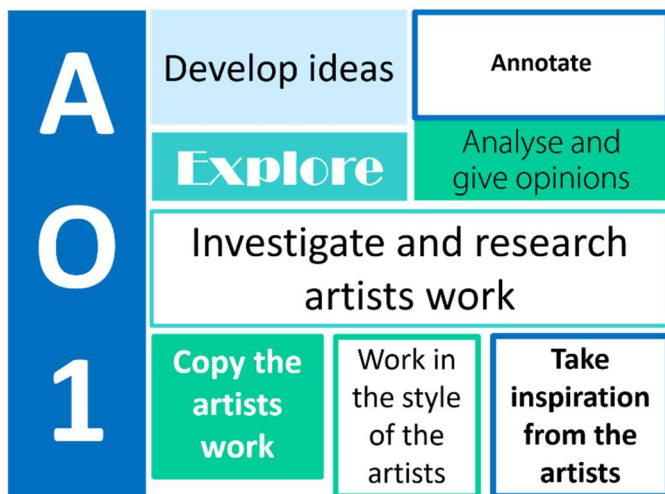 A
O
1
Develop ideas
Annotate
Explore
Analyse and
give opinions
Investigate and research
artists work
Copy the
artists
work
Work in
the style
of the
artists
Take
inspiration
from the
artists